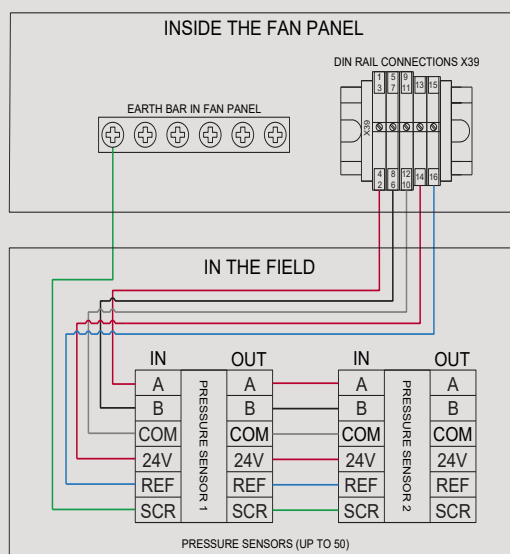 INSIDE THE FAN PANEL
DIN RAIL CONNECTIONS X39
EARTH BAR IN FAN PANEL
1 5 9 13 15
3 7 11
X39
4 8 12 14 16
2 6 10
IN THE FIELD
IN OUT IN OUT
A A A A
B B B B
COM COM COM COM
24V 24V 24V 24V
REF REF REF REF
SCR SCR SCR SCR
PRESSURE SENSOR 1
PRESSURE SENSOR 2
PRESSURE SENSORS (UP TO 50)